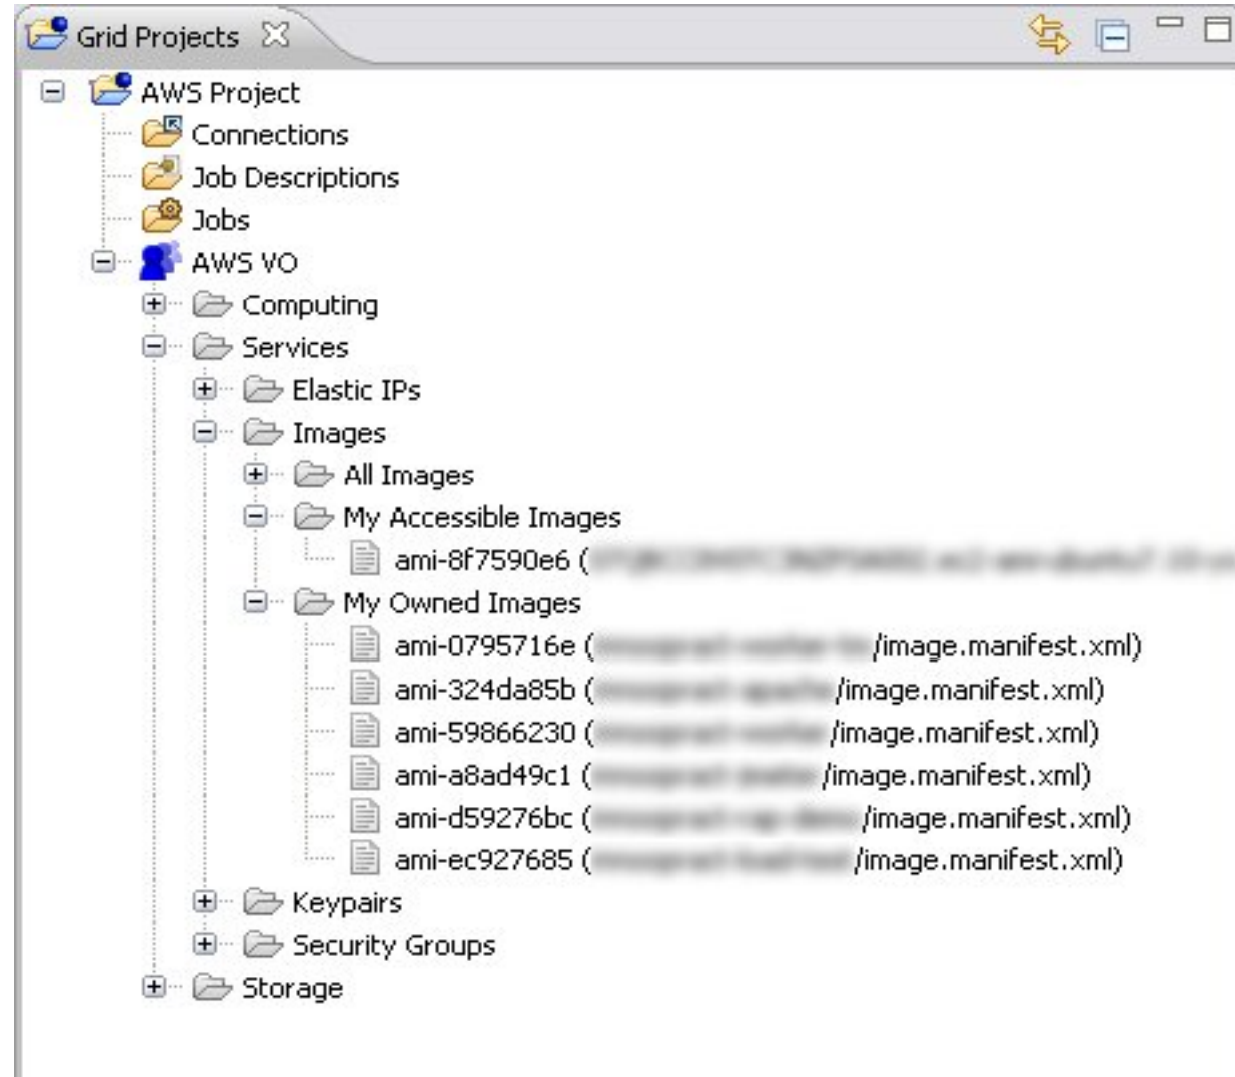 Grid Projects
AWS Project
Connections
Job Descriptions
Jobs
AWS VO
Computing
Services
Elastic IPs
Images
All Images
My Accessible Images
ami-8f7590e6 (
My Owned Images
ami-0795716e ( /image.manifest.xml)
ami-324da85b ( /image.manifest.xml)
ami-59866230 ( /image.manifest.xml)
ami-a8ad49c1 ( /image.manifest.xml)
ami-d59276bc ( /image.manifest.xml)
ami-ec927685 ( /image.manifest.xml)
Keypairs
Security Groups
Storage